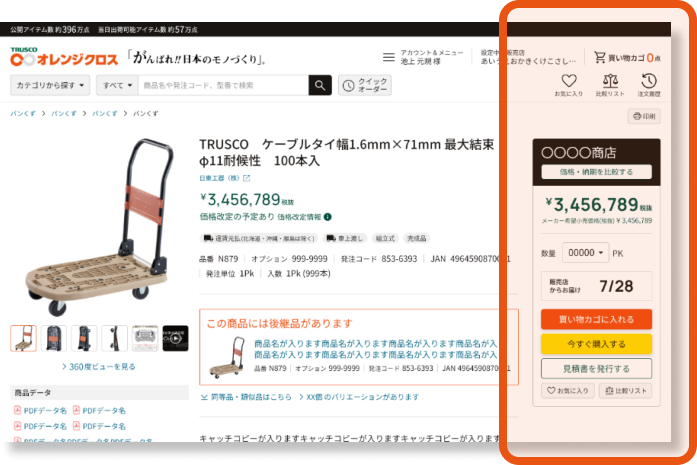 公開アイテム数 約396万点 当日出荷可能アイテム数 約57万点
TRUSCO
オレンジクロス 「がんばれ!!日本のモノづくり」。
アカウント＆メニュー
池上 元規 様
販売店
買い物カゴ 0点
カテゴリから探す すべて 商品名や発注コード、型番で検索
クイック
オーダー
お気に入り 比較リスト 注文履歴
パンくず パンくず パンくず パンくず
印刷
TRUSCO ケーブルタイ幅1.6mm×71mm 最大結束
φ11耐候性 100本入
日東工器（株）
¥3,456,789税抜
価格改定の予定あり 価格改定情報
運賃元払(北海道・沖縄・離島は除く) 車上渡し 組立式 完成品
品番 N879 オプション 999-9999 発注コード 853-6393 JAN
発注単位 1Pk 入数 1Pk (999本)
この商品には後継品があります
商品名が入ります商品名が入ります商品名が入ります商品名が入
商品名が入ります商品名が入ります商品名が入ります商品名が入
品番 N879 オプション 999-9999 発注コード 853-6393 JAN
同等品・類似品はこちら XX個 のバリエーションがあります
キャッチコピーが入りますキャッチコピーが入りますキャッチコピーが入ります
360度ビューを見る
商品データ
PDFデータ名 PDFデータ名
PDFデータ名 PDFデータ名
PDFデータ名PDFデータ名PDFデータ名
〇〇〇〇商店
価格・納期を比較する
¥3,456,789税抜
メーカー希望小売価格(税抜) ¥3,456,789
数量 00000 PK
販売店
からお届け 7/28
買い物カゴに入れる
今すぐ購入する
見積書を発行する
お気に入り 比較リスト